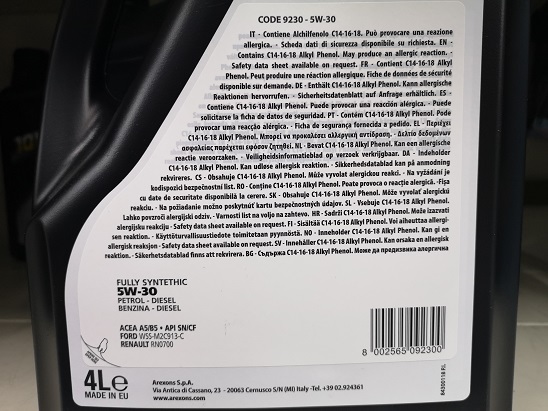 CODE 9230 - 5W-30
IT - Contiene Alchilfenolo C14-16-18. Può provocare una reazione
allergica. - Scheda dati di sicurezza disponibile su richiesta. EN -
Contains C14-16-18 Alkyl Phenol. May produce an allergic reaction. -
Safety data sheet available on request. FR - Contient C14-16-18 Alkyl
Phenol. Peut produire une réaction allergique. Fiche de données de sécurité
disponible sur demande. DE - Enthält C14-16-18 Alkyl Phenol. Kann allergische
Reaktionen hervorrufen. - Sicherheitsdatenblatt auf Anfrage erhältlich. ES -
Contiene C14-16-18 Alkyl Phenol. Puede provocar una reacción alérgica. - Puede
solicitarse la ficha de datos de seguridad. PT - Contém C14-16-18 Alkyl Phenol. Pode
provocar uma reação alérgica. - Ficha de segurança fornecida a pedido. EL - Περιέχει
C14-16-18 Alkyl Phenol. Μπορεί να προκαλέσει αλλεργική αντίδραση. - Δελτίο δεδομένων
ασφαλείας παρέχεται εφόσον ζητηθεί. NL - Bevat C14-16-18 Alkyl Phenol. Kan een allergische
reactie veroorzaken. - Veiligheidsinformatieblad op verzoek verkrijgbaar. DA - Indeholder
C14-16-18 Alkyl Phenol. Kan udløse allergisk reaktion. - Sikkerhedsdatablad kan på anmodning
rekvireres. CS - Obsahuje C14-16-18 Alkyl Phenol. Může vyvolat alergickou reakci. - Na vyžádání je
k dispozici bezpečnostní list. RO - Conține C14-16-18 Alkyl Phenol. Poate provoca o reacție alergică. - Fișa
cu date de securitate disponibilă la cerere. SK - Obsahuje C14-16-18 Alkyl Phenol. Môže vyvolať alergickú
reakciu. - Na požiadanie možno poskytnúť kartu bezpečnostných údajov. SL - Vsebuje C14-16-18 Alkyl Phenol.
Lahko povzroči alergijski odziv. - Varnosti list na voljo na zahtevo. HR - Sadrži C14-16-18 Alkyl Phenol. Može izazvati
alergijsku reakciju - Safety data sheet available on request. FI - Sisältää C14-16-18 Alkyl Phenol. Voi aiheuttaa allergi-
sen reaktion. - Käyttöturvallisuustiedote toimitetaan pyynnöstä. NO - Inneholder C14-16-18 Alkyl Phenol. Kan gi en
allergisk reaksjon - Safety data sheet available on request. SV - Innehåller C14-16-18 Alkyl Phenol. Kan orsaka en allergisk
reaktion. - Säkerhetsdatablad finns att rekvirera. BG - Съдържа C14-16-18 Alkyl Phenol. Може да предизвика алергична
FULLY SYNTETHIC
5W-30
PETROL - DIESEL
BENZINA - DIESEL
ACEA A5/B5 • API SN/CF
FORD WSS-M2C913-C
RENAULT RN0700
8 002565 092300
4L℮
MADE IN EU
Arexons S.p.A.
Via Antica di Cassano, 23 - 20063 Cernusco S/N (MI) Italy - Tel. +39 02.924361